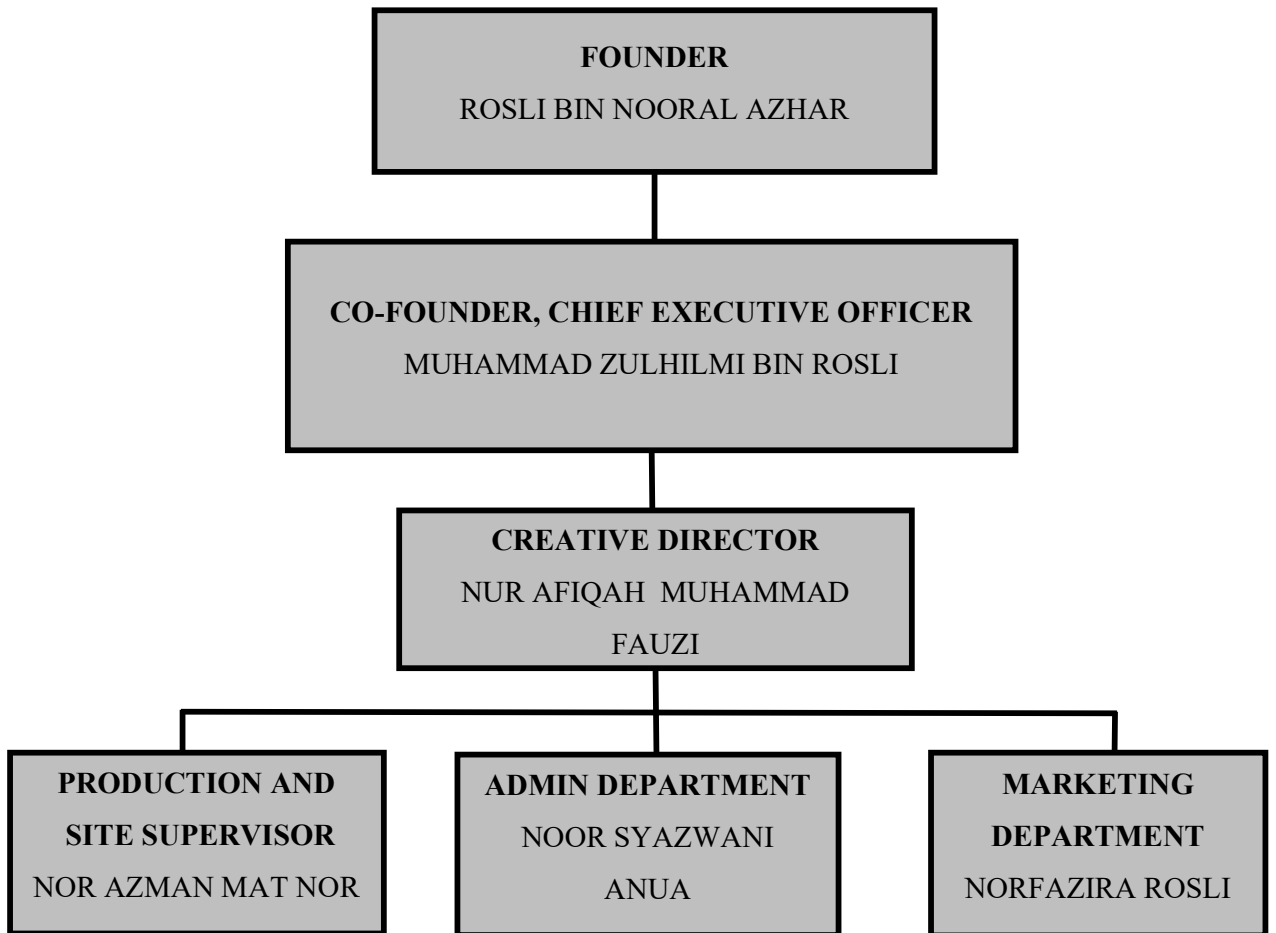 FOUNDER
ROSLI BIN NOORAL AZHAR
CO-FOUNDER, CHIEF EXECUTIVE OFFICER
MUHAMMAD ZULHILMI BIN ROSLI
CREATIVE DIRECTOR
NUR AFIQAH  MUHAMMAD
FAUZI
PRODUCTION AND
SITE SUPERVISOR
NOR AZMAN MAT NOR
ADMIN DEPARTMENT
NOOR SYAZWANI
ANUA
MARKETING
DEPARTMENT
NORFAZIRA ROSLI